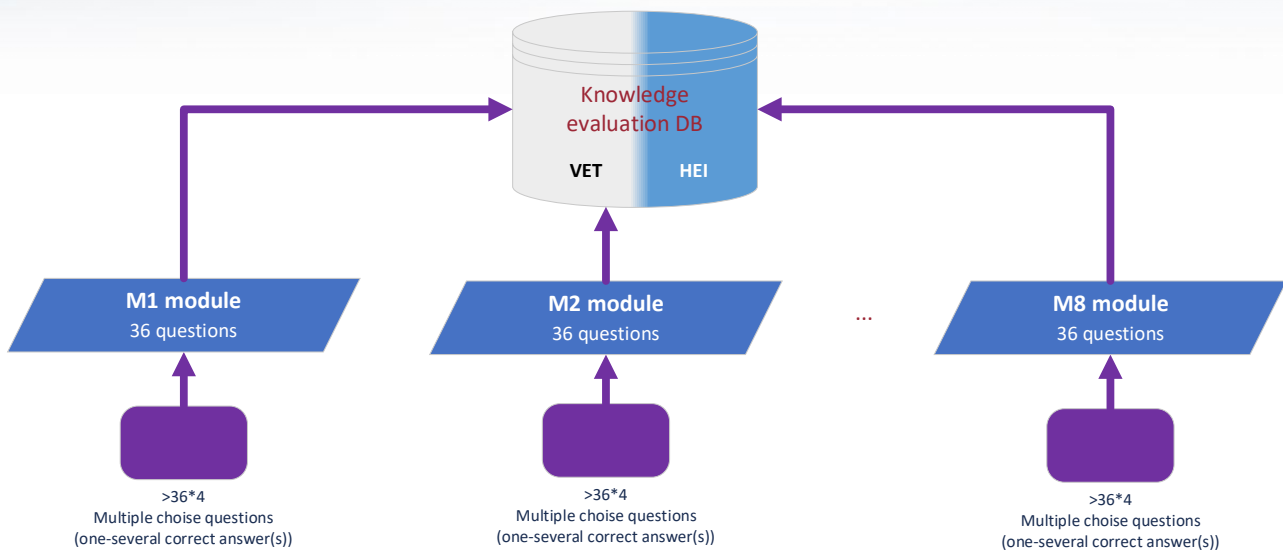 Knowledge
evaluation DB
VET
HEI
M1 module
36 questions
M2 module
36 questions
...
M8 module
36 questions
>36*4
Multiple choise questions
(one-several correct answer(s))
>36*4
Multiple choise questions
(one-several correct answer(s))
>36*4
Multiple choise questions
(one-several correct answer(s))